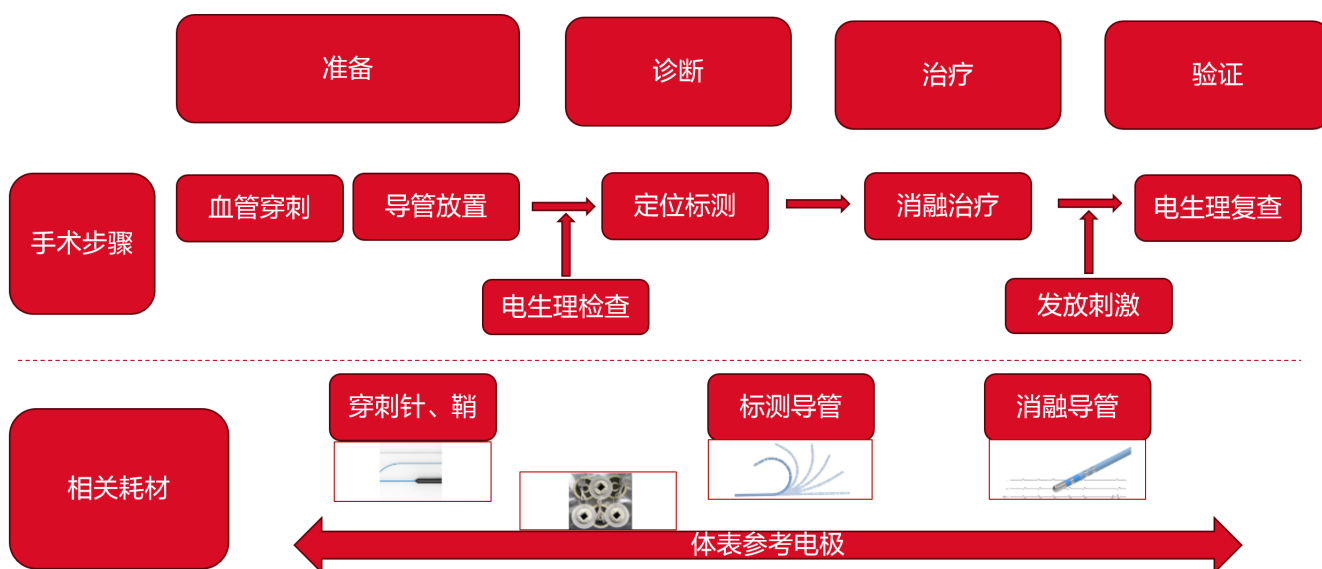 准备
诊断
治疗
验证
手术步骤
血管穿刺
导管放置
定位标测
消融治疗
电生理复查
电生理检查
发放刺激
相关耗材
穿刺针、鞘
标测导管
消融导管
体表参考电极